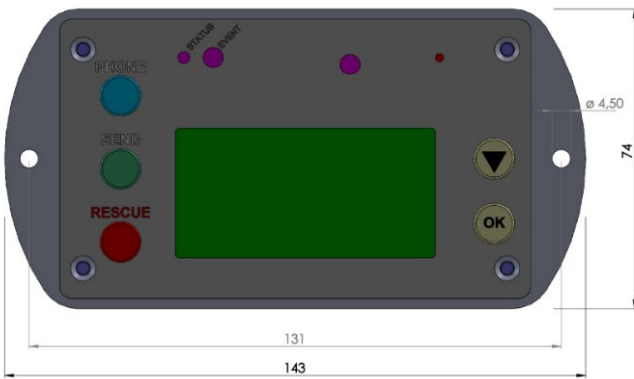 STATUS
EVENT
PHONE
SEND
RESCUE
OK
ø 4,50
74
131
143